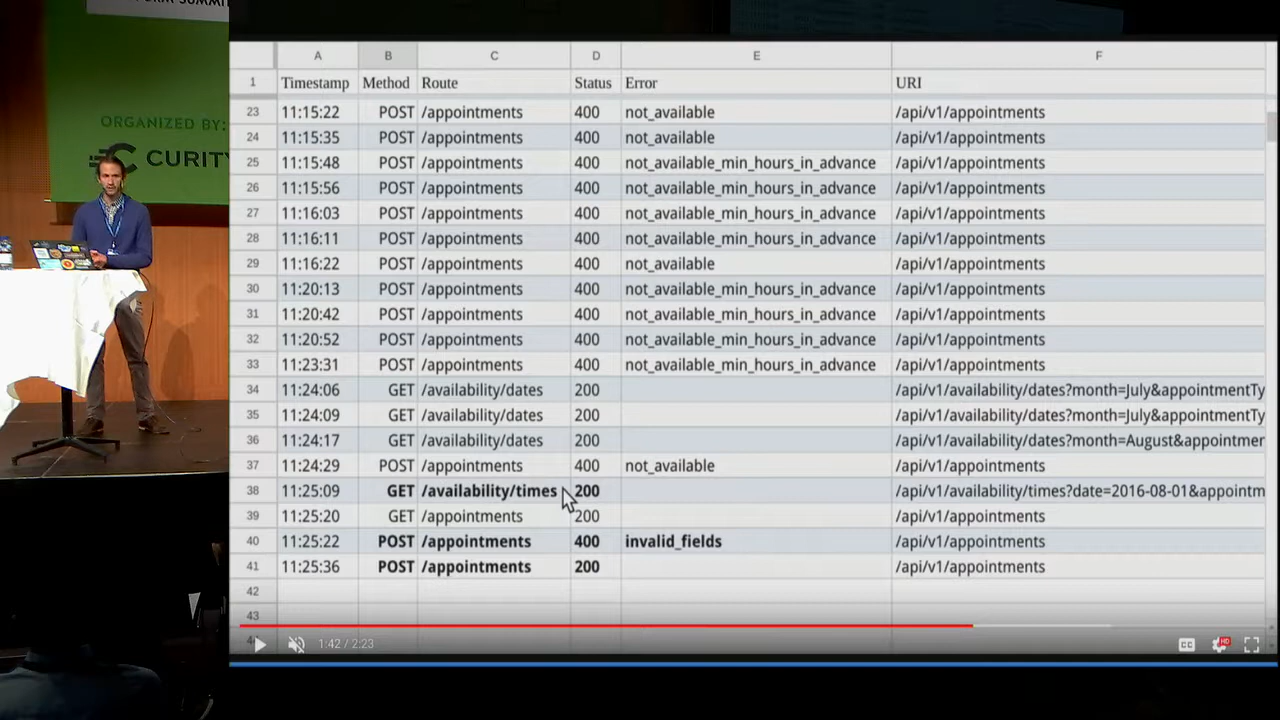 ORGANIZED BY:
CURITY
A B C D E F
1 Timestamp Method Route Status Error URI
23 11:15:22 POST /appointments 400 not_available /api/v1/appointments
24 11:15:35 POST /appointments 400 not_available /api/v1/appointments
25 11:15:48 POST /appointments 400 not_available_min_hours_in_advance /api/v1/appointments
26 11:15:56 POST /appointments 400 not_available_min_hours_in_advance /api/v1/appointments
27 11:16:03 POST /appointments 400 not_available_min_hours_in_advance /api/v1/appointments
28 11:16:11 POST /appointments 400 not_available_min_hours_in_advance /api/v1/appointments
29 11:16:22 POST /appointments 400 not_available /api/v1/appointments
30 11:20:13 POST /appointments 400 not_available_min_hours_in_advance /api/v1/appointments
31 11:20:42 POST /appointments 400 not_available_min_hours_in_advance /api/v1/appointments
32 11:20:52 POST /appointments 400 not_available_min_hours_in_advance /api/v1/appointments
33 11:23:31 POST /appointments 400 not_available_min_hours_in_advance /api/v1/appointments
34 11:24:06 GET /availability/dates 200 /api/v1/availability/dates?month=July&appointmentTy
35 11:24:09 GET /availability/dates 200 /api/v1/availability/dates?month=July&appointmentTy
36 11:24:17 GET /availability/dates 200 /api/v1/availability/dates?month=August&appointmer
37 11:24:29 POST /appointments 400 not_available /api/v1/appointments
38 11:25:09 GET /availability/times 200 /api/v1/availability/times?date=2016-08-01&appointm
39 11:25:20 GET /appointments 200 /api/v1/appointments
40 11:25:22 POST /appointments 400 invalid_fields /api/v1/appointments
41 11:25:36 POST /appointments 200 /api/v1/appointments
42
43
1:42 / 2:23 CC HD